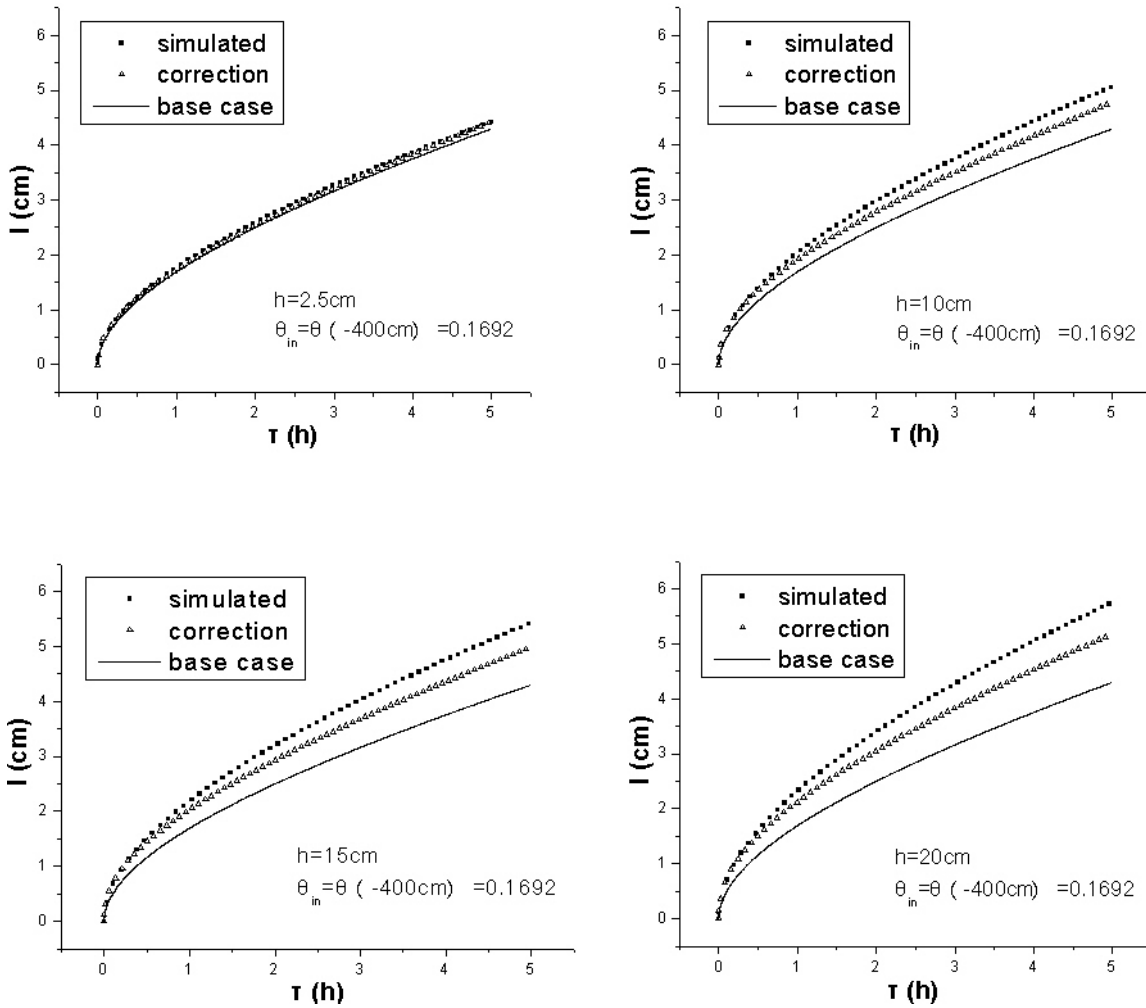 simulated
correction
base case
h=2.5cm
θin=θ ( -400cm) =0.1692
I (cm)
0
1
2
3
4
5
6
0 1 2 3 4 5
τ (h)
simulated
correction
base case
h=10cm
θin=θ ( -400cm) =0.1692
I (cm)
0
1
2
3
4
5
6
0 1 2 3 4 5
τ (h)
simulated
correction
base case
h=15cm
θin=θ ( -400cm) =0.1692
I (cm)
0
1
2
3
4
5
6
0 1 2 3 4 5
τ (h)
simulated
correction
base case
h=20cm
θin=θ ( -400cm) =0.1692
I (cm)
0
1
2
3
4
5
6
0 1 2 3 4 5
τ (h)